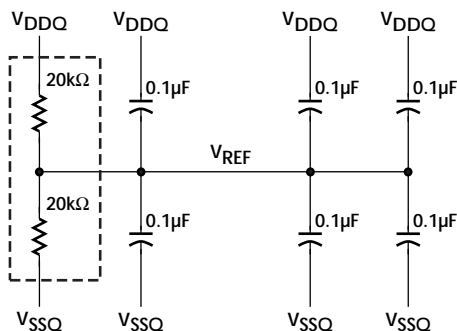 VDDQ VDDQ VDDQ VDDQ
20kΩ 0.1µF 0.1µF 0.1µF
VREF
20kΩ 0.1µF 0.1µF 0.1µF
VSSQ VSSQ VSSQ VSSQ